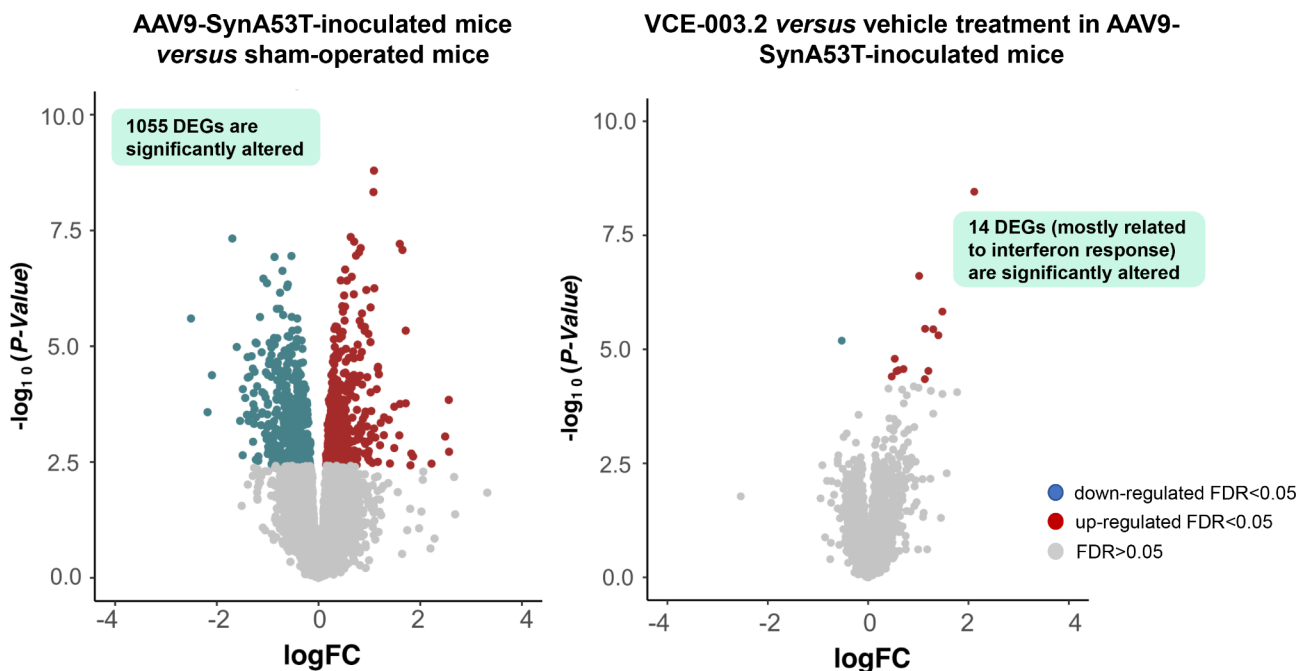 AAV9-SynA53T-inoculated mice
versus sham-operated mice
1055 DEGs are
significantly altered
10.0
7.5
5.0
2.5
0.0
-log10 (P-Value)
-4
-2
0
2
4
logFC
VCE-003.2 versus vehicle treatment in AAV9-
SynA53T-inoculated mice
14 DEGs (mostly related
to interferon response)
are significantly altered
10.0
7.5
5.0
2.5
0.0
-log10 (P-Value)
-4
-2
0
2
4
logFC
down-regulated FDR<0.05
up-regulated FDR<0.05
FDR>0.05